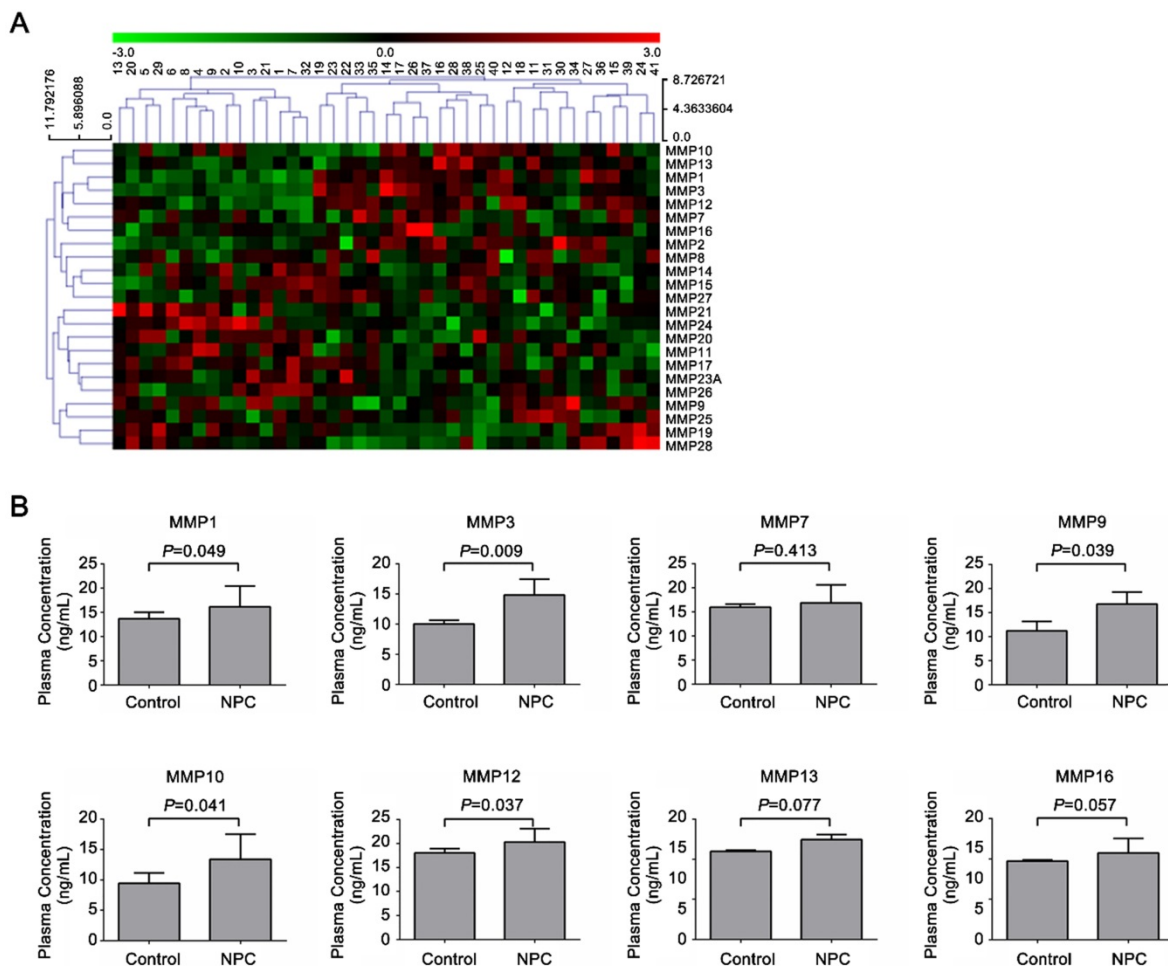 A
-3.0 0.0 3.0
13 20 5 29 6 8 4 9 2 10 3 21 1 7 32 19 23 22 33 35 14 17 26 37 16 28 38 25 40 12 18 11 31 30 34 27 36 15 39 24 41
11.792176
5.896088
0.0
8.726721
4.3633604
0.0
MMP10
MMP13
MMP1
MMP3
MMP12
MMP7
MMP16
MMP2
MMP8
MMP14
MMP15
MMP27
MMP21
MMP24
MMP20
MMP11
MMP17
MMP23A
MMP26
MMP9
MMP25
MMP19
MMP28
B
MMP1
P=0.049
Plasma Concentration
(ng/mL)
25
20
15
10
5
0
Control NPC
MMP3
P=0.009
Plasma Concentration
(ng/mL)
20
15
10
5
0
Control NPC
MMP7
P=0.413
Plasma Concentration
(ng/mL)
25
20
15
10
5
0
Control NPC
MMP9
P=0.039
Plasma Concentration
(ng/mL)
25
20
15
10
5
0
Control NPC
MMP10
P=0.041
Plasma Concentration
(ng/mL)
20
15
10
5
0
Control NPC
MMP12
P=0.037
Plasma Concentration
(ng/mL)
25
20
15
10
5
0
Control NPC
MMP13
P=0.077
Plasma Concentration
(ng/mL)
20
15
10
5
0
Control NPC
MMP16
P=0.057
Plasma Concentration
(ng/mL)
20
15
10
5
0
Control NPC